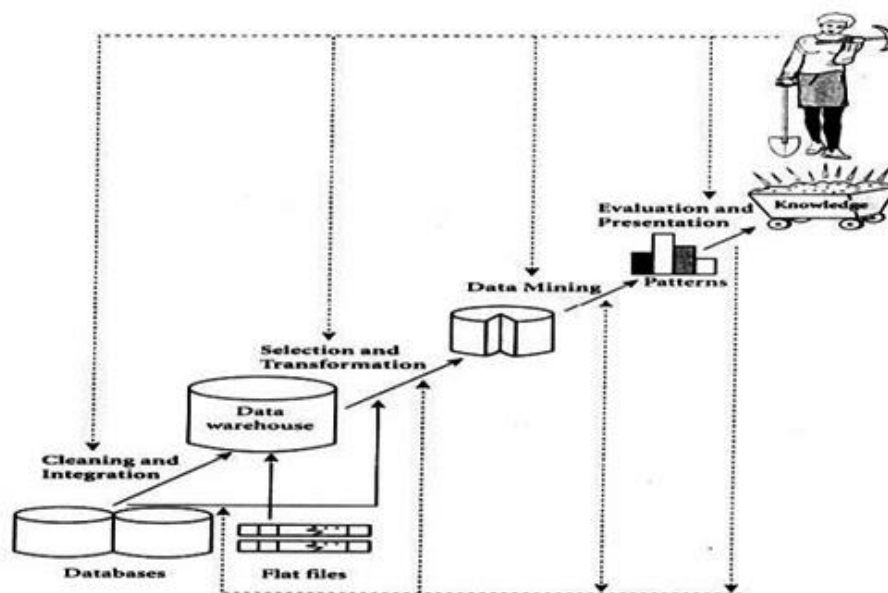 Evaluation and
Presentation
Knowledge
Data Mining
Patterns
Selection and
Transformation
Data
warehouse
Cleaning and
Integration
Databases
Flat files